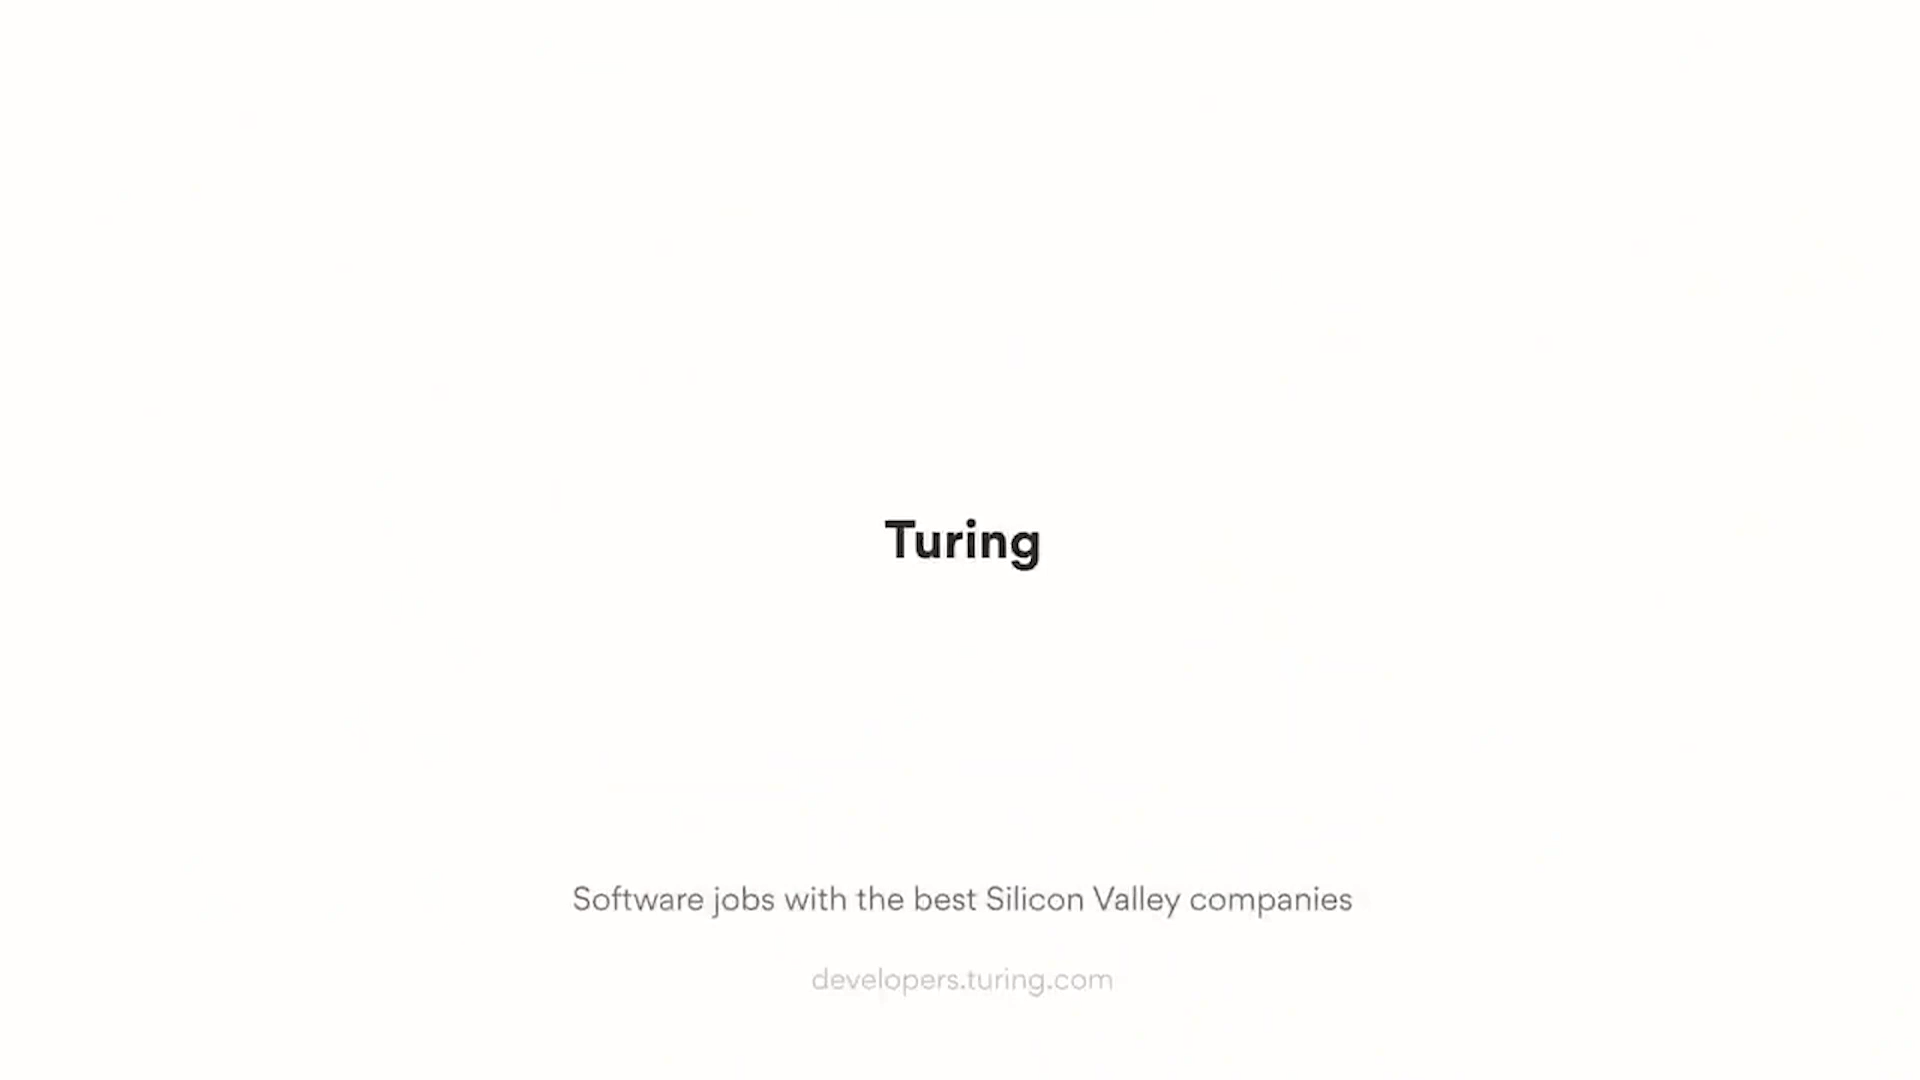 Turing
Software jobs with the best Silicon Valley companies
developers.turing.com